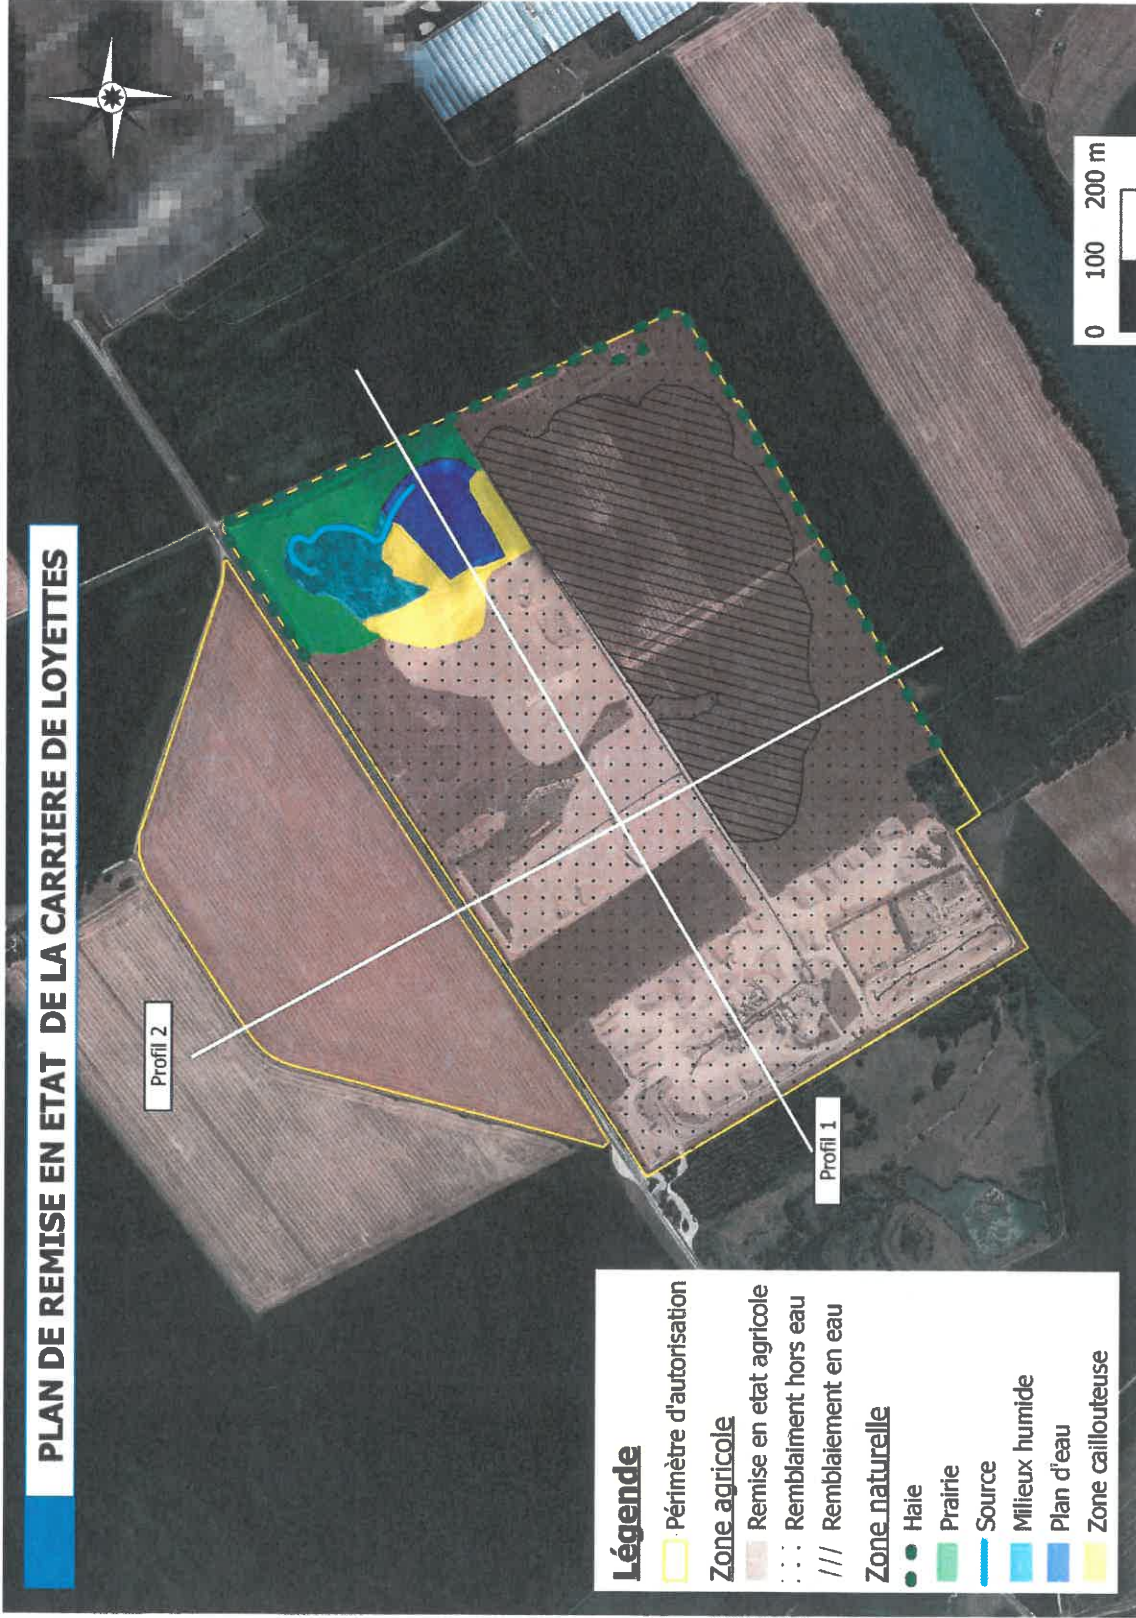 PLAN DE REMISE EN ETAT DE LA CARRIERE DE LOYETTES
Profil 2
Profil 1
0 100 200 m
Légende
Périmètre d'autorisation
Zone agricole
Remise en etat agricole
Remblaiment hors eau
Remblaiement en eau
Zone naturelle
Haie
Prairie
Source
Milieux humide
Plan d'eau
Zone caillouteuse